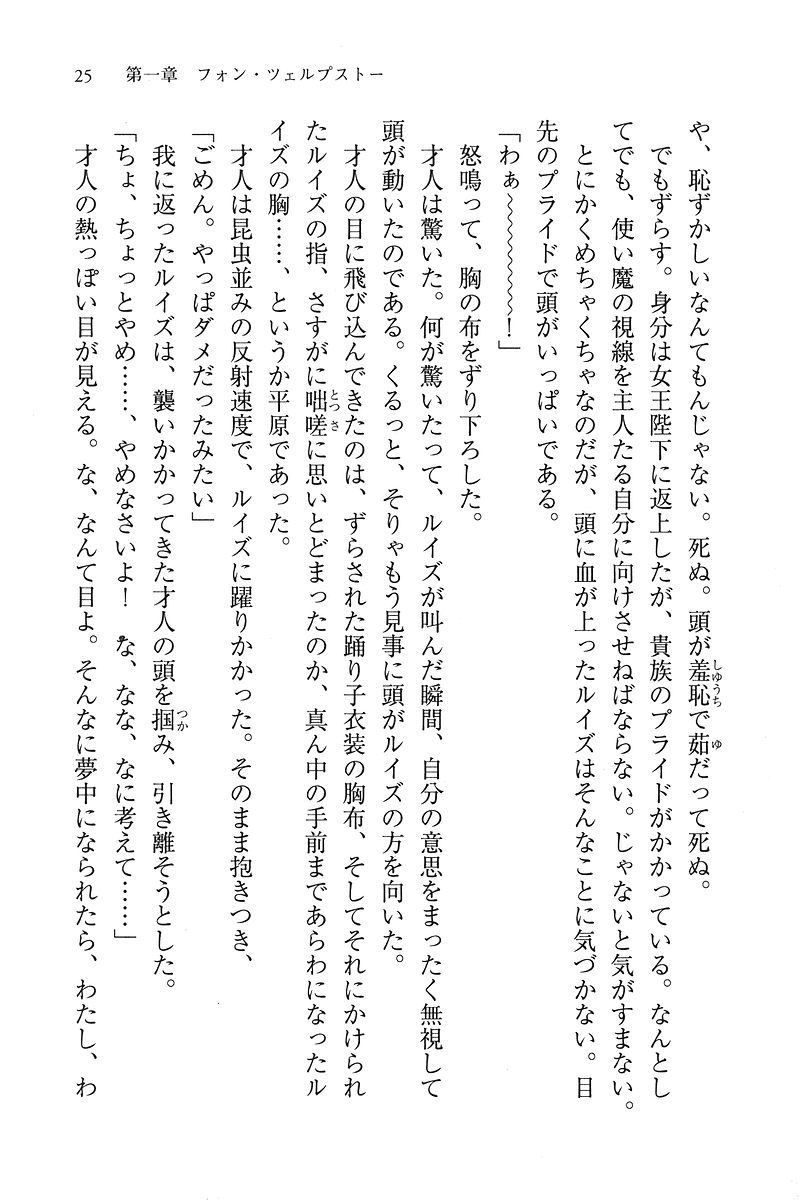 25　第一章　フォン・ツェルプストー
や、恥ずかしいなんてもんじゃない。死ぬ。頭が羞恥で茹だって死ぬ。
でもずらす。身分は女王陛下に返上したが、貴族のプライドがかかっている。なんとし
てでも、使い魔の視線を主人たる自分に向けさせねばならない。じゃないと気がすまない。
とにかくめちゃくちゃなのだが、頭に血が上ったルイズはそんなことに気づかない。目
先のプライドで頭がいっぱいである。
「わぁ〜〜〜〜〜〜！」
怒鳴って、胸の布をずり下ろした。
才人は驚いた。何が驚いたって、ルイズが叫んだ瞬間、自分の意思をまったく無視して
頭が動いたのである。くるっと、そりゃもう見事に頭がルイズの方を向いた。
才人の目に飛び込んできたのは、ずらされた踊り子衣装の胸布、そしてそれにかけられ
たルイズの指、さすがに咄嗟に思いとどまったのか、真ん中の手前まであらわになったル
イズの胸……、というか平原であった。
才人は昆虫並みの反射速度で、ルイズに躍りかかった。そのまま抱きつき、
「ごめん。やっぱダメだったみたい」
我に返ったルイズは、襲いかかってきた才人の頭を掴み、引き離そうとした。
「ちょ、ちょっとやめ……、やめなさいよ！　な、なな、なに考えて……」
才人の熱っぽい目が見える。な、なんて目よ。そんなに夢中になられたら、わたし、わ